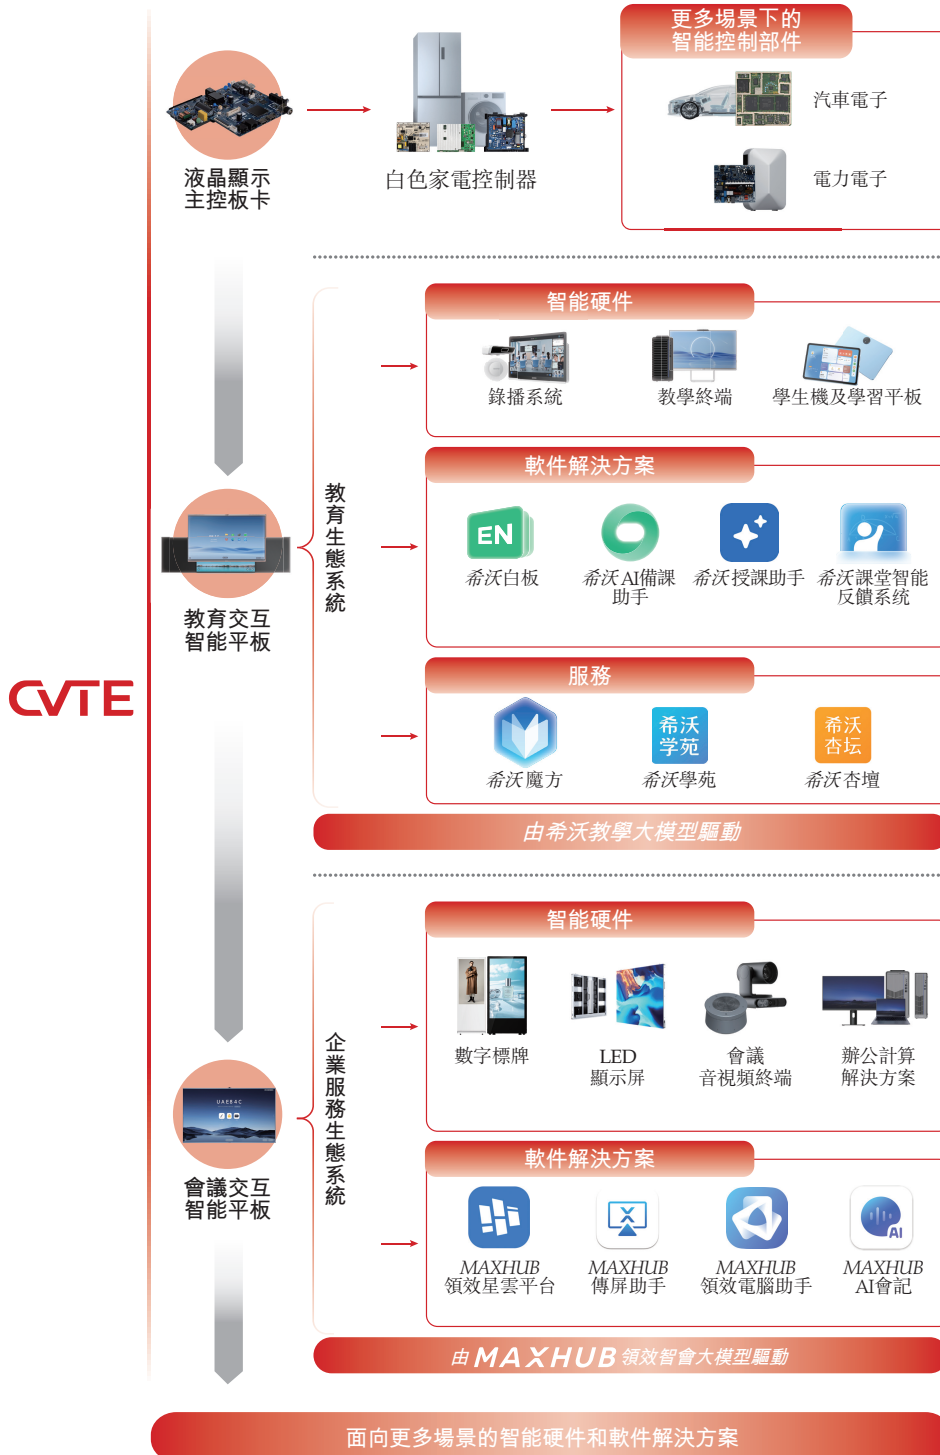 更多場景下的
智能控制部件
汽車電子
電力電子
液晶顯示
主控板卡
白色家電控制器
智能硬件
錄播系統
教學終端
學生機及學習平板
軟件解決方案
EN
希沃白板
希沃AI備課
助手
希沃授課助手
希沃課堂智能
反饋系統
教育生態系統
教育交互
智能平板
CVTE
服務
希沃
学苑
希沃
杏坛
希沃魔方
希沃學苑
希沃杏壇
由希沃教學大模型驅動
智能硬件
數字標牌
LED
顯示屏
會議
音視頻終端
辦公計算
解決方案
企業服務生態系統
UAE84C
會議交互
智能平板
軟件解決方案
X
AI
MAXHUB
領效星雲平台
MAXHUB
傳屏助手
MAXHUB
領效電腦助手
MAXHUB
AI會記
由 MAXHUB 領效智會大模型驅動
面向更多場景的智能硬件和軟件解決方案